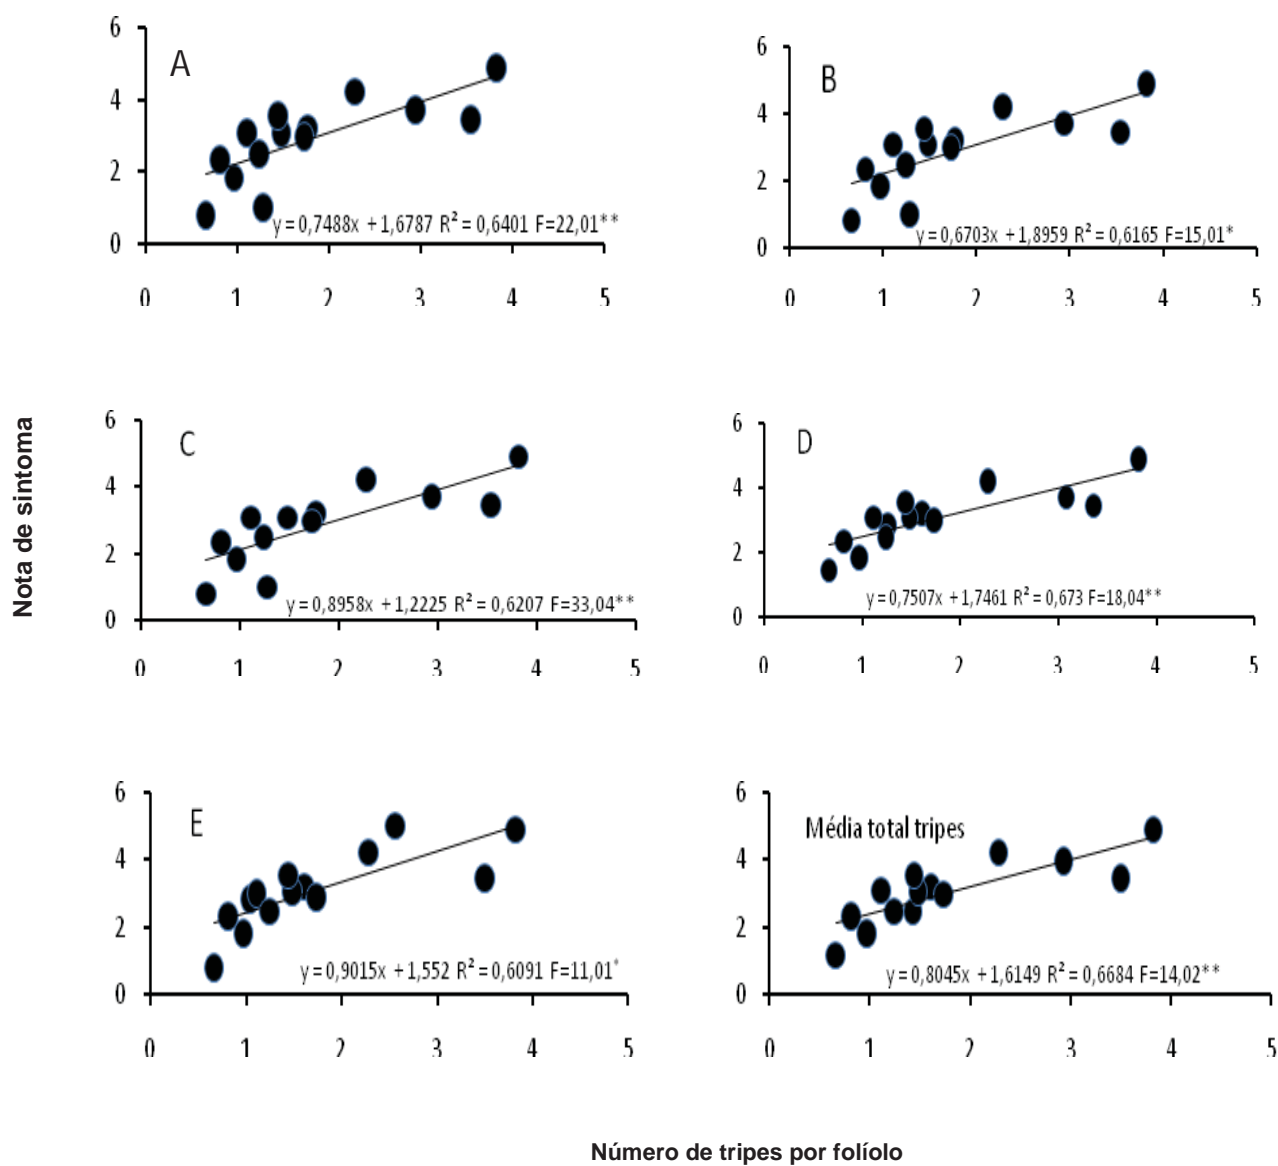 Nota de sintoma
6
4
2
0
A
y = 0,7488x + 1,6787 R² = 0,6401 F=22,01**
0 1 2 3 4 5
6
4
2
0
B
y = 0,6703x + 1,8959 R² = 0,6165 F=15,01*
0 1 2 3 4 5
6
4
2
0
C
y = 0,8958x + 1,2225 R² = 0,6207 F=33,04**
0 1 2 3 4 5
6
4
2
0
D
y = 0,7507x + 1,7461 R² = 0,673 F=18,04**
0 1 2 3 4 5
6
4
2
0
E
y = 0,9015x + 1,552 R² = 0,6091 F=11,01*
0 1 2 3 4 5
6
4
2
0
Média total tripes
y = 0,8045x + 1,6149 R² = 0,6684 F=14,02**
0 1 2 3 4 5
Número de tripes por folíolo